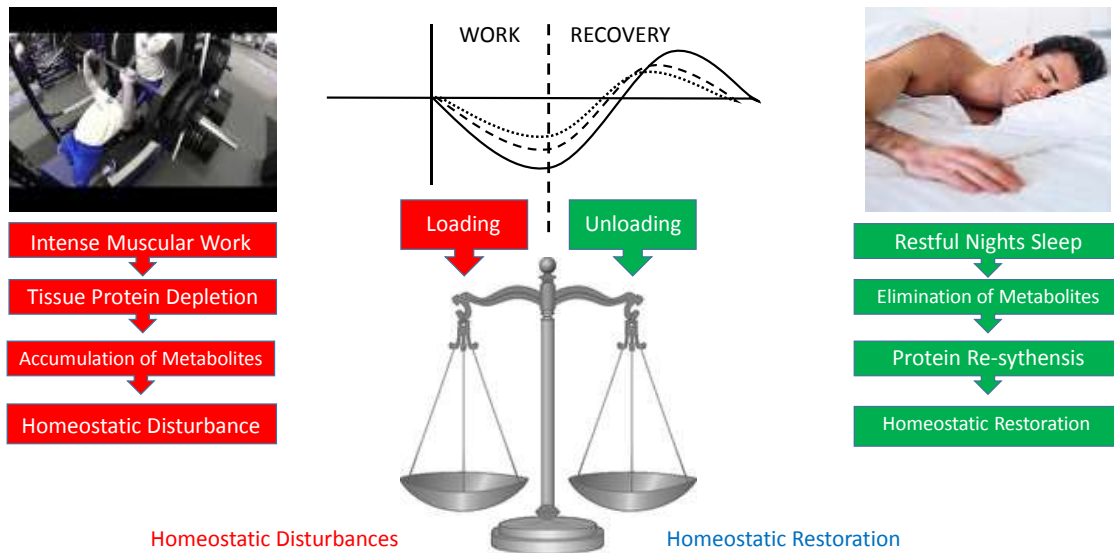 WORK
RECOVERY
Loading
Unloading
Intense Muscular Work
Tissue Protein Depletion
Accumulation of Metabolites
Homeostatic Disturbance
Restful Nights Sleep
Elimination of Metabolites
Protein Re-sythensis
Homeostatic Restoration
Homeostatic Disturbances
Homeostatic Restoration